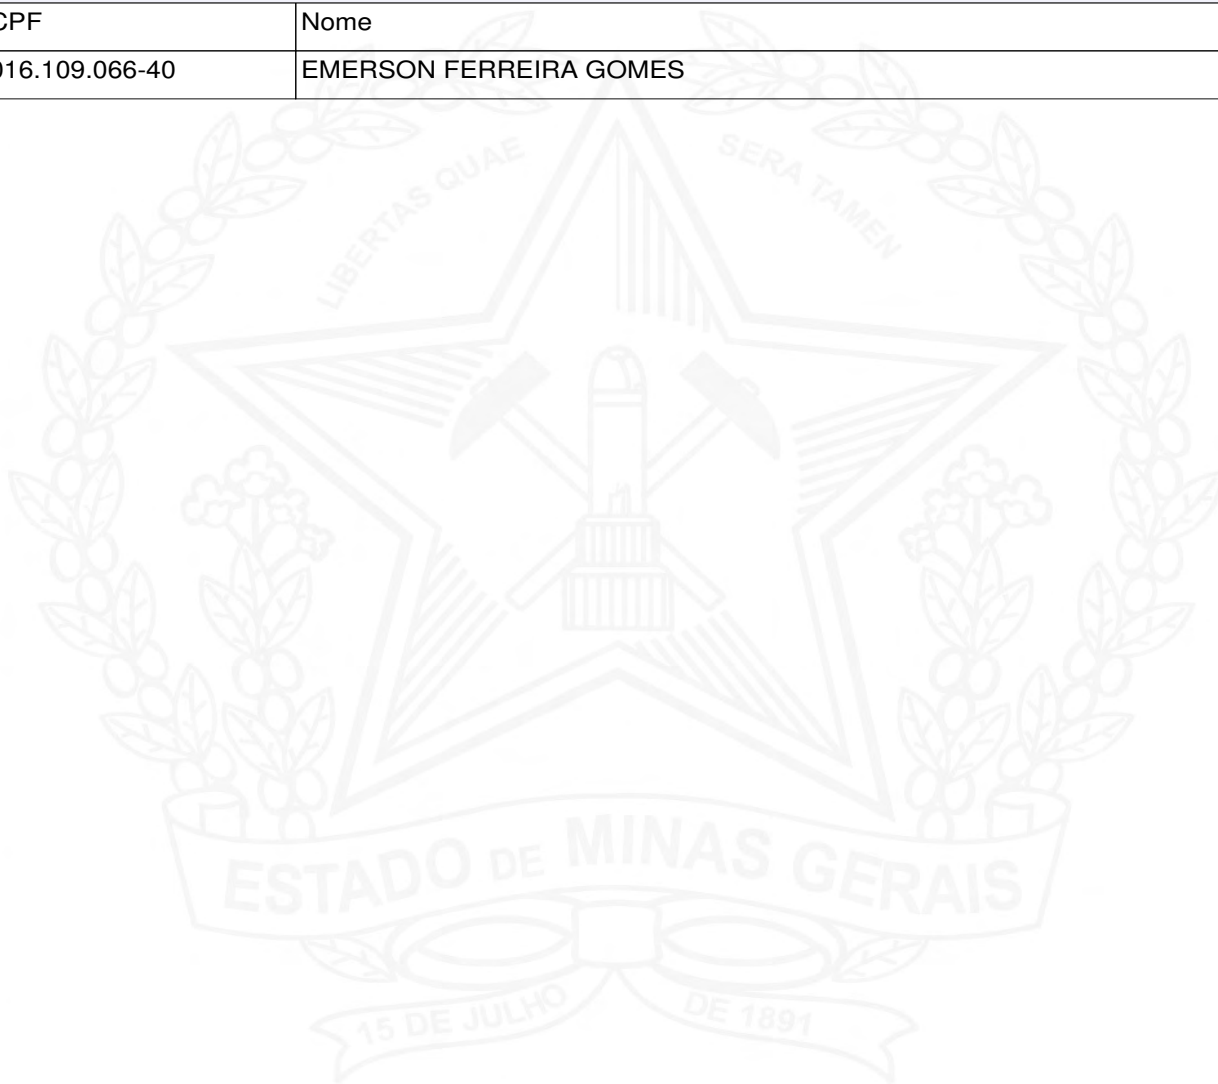 CPF Nome
016.109.066-40 EMERSON FERREIRA GOMES
LIBERTAS QUAE SERA TAMEN
ESTADO DE MINAS GERAIS
15 DE JULHO DE 1891